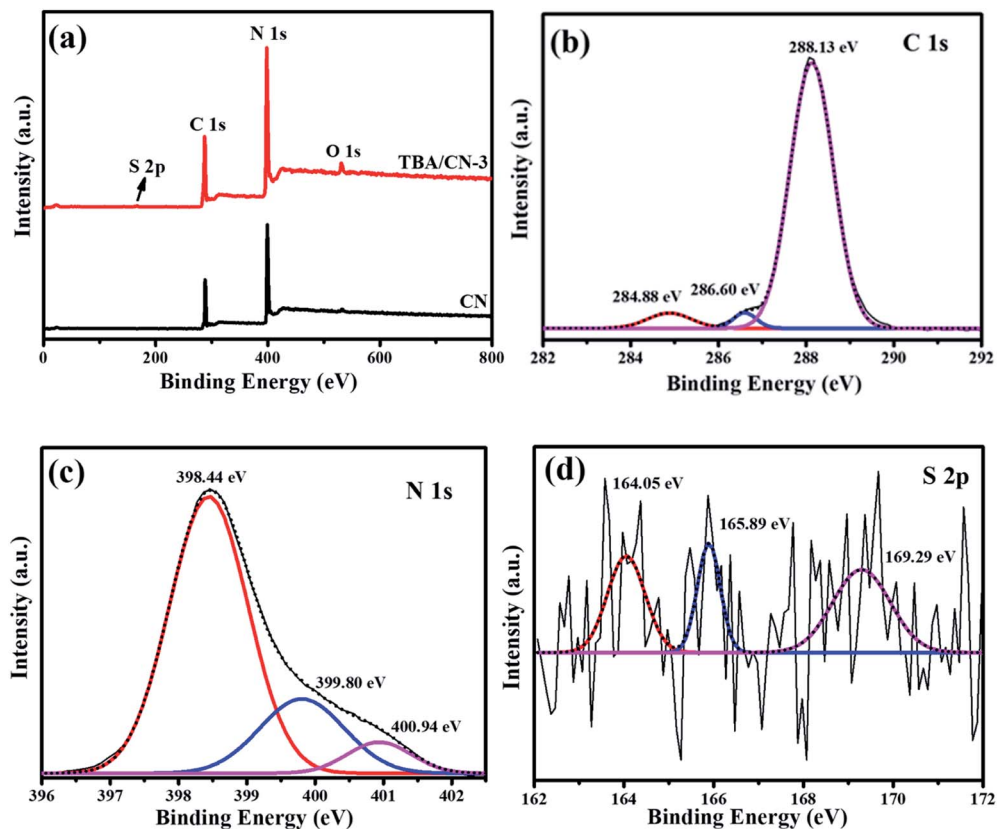 (a)
N 1s
C 1s
S 2p
O 1s
TBA/CN-3
CN
Intensity (a.u.)
0 200 400 600 800
Binding Energy (eV)
(b)
288.13 eV
C 1s
284.88 eV
286.60 eV
Intensity (a.u.)
282 284 286 288 290 292
Binding Energy (eV)
(c)
398.44 eV
N 1s
399.80 eV
400.94 eV
Intensity (a.u.)
396 397 398 399 400 401 402
Binding Energy (eV)
(d)
S 2p
164.05 eV
165.89 eV
169.29 eV
Intensity (a.u.)
162 164 166 168 170 172
Binding Energy (eV)